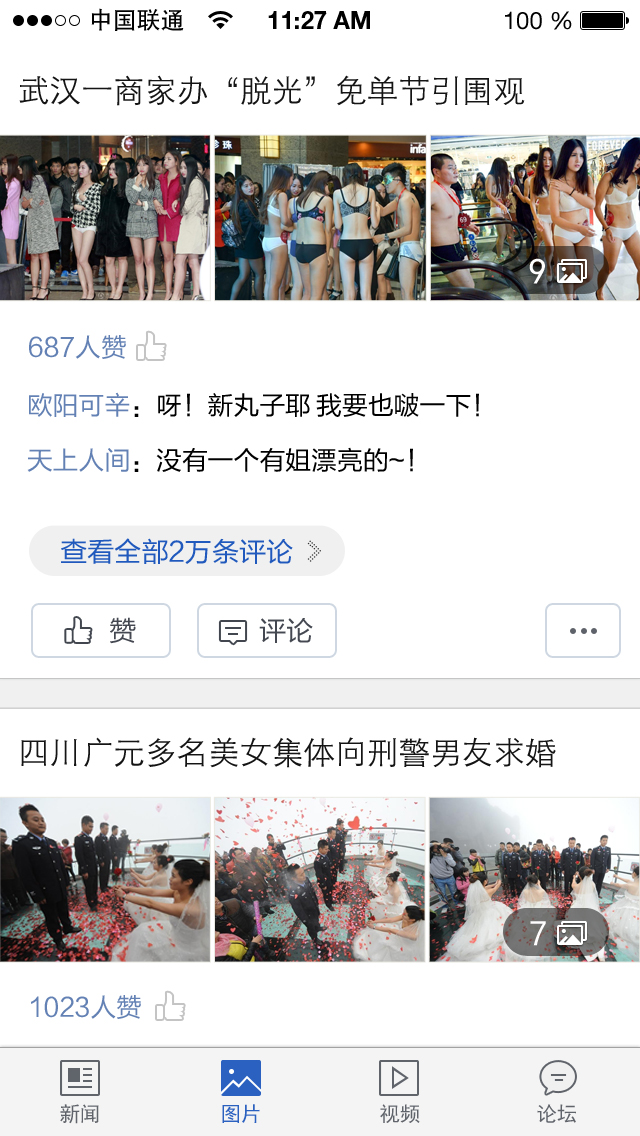 中国联通 11:27 AM 100 %
武汉一商家办“脱光”免单节引围观
珍珠
FOREVER
9
687人赞
欧阳可辛：呀！新丸子耶 我要也啵一下！
天上人间：没有一个有姐漂亮的~！
查看全部2万条评论
赞 评论
四川广元多名美女集体向刑警男友求婚
7
1023人赞
新闻 图片 视频 论坛